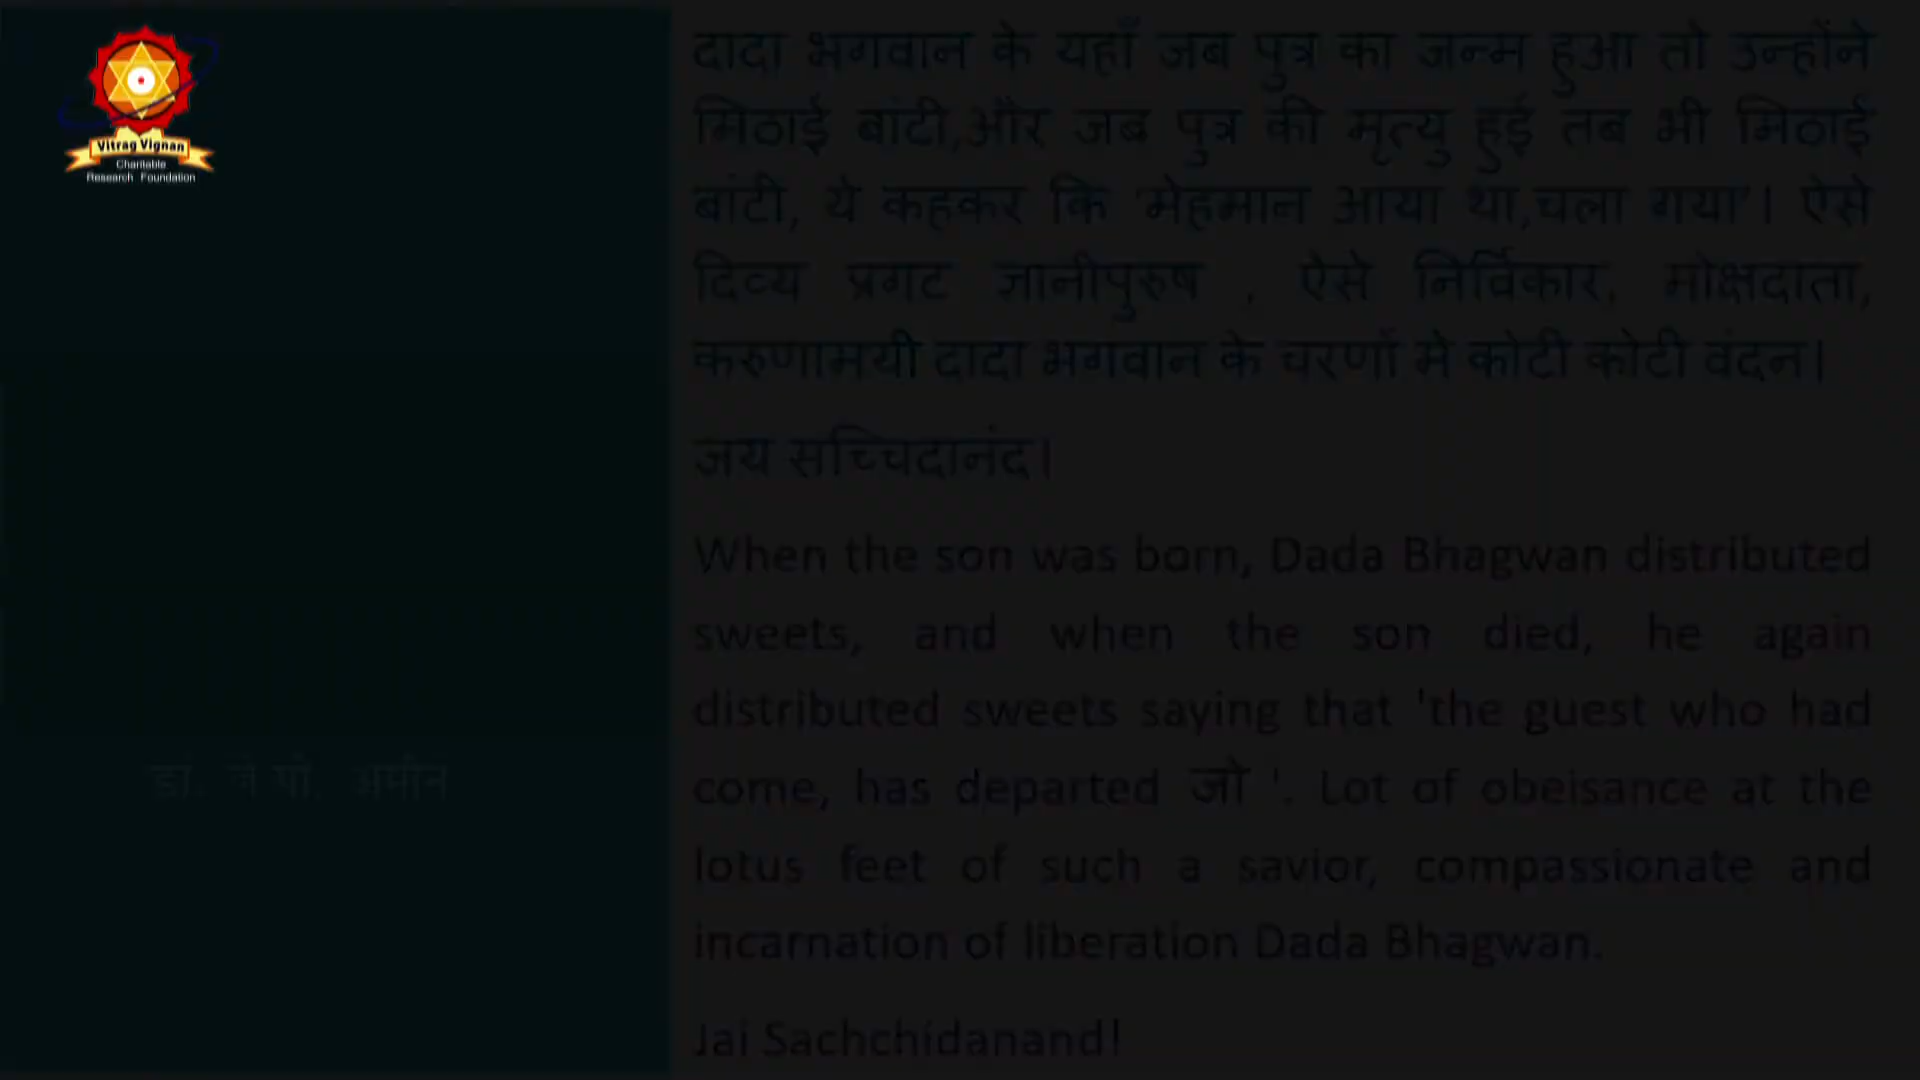 Vitrag Vignan
Charitable
Research Foundation
दादा भगवान के यहाँ जब पुत्र का जन्म हुआ तो उन्होंने
मिठाई बांटी,और जब पुत्र की मृत्यु हुई तब भी मिठाई
बांटी, ये कहकर कि 'मेहमान आया था,चला गया'। ऐसे
दिव्य प्रगट ज्ञानीपुरुष , ऐसे निर्विकार, मोक्षदाता,
करुणामयी दादा भगवान के चरणों मे कोटी कोटी वंदन।
जय सच्चिदानंद।
When the son was born, Dada Bhagwan distributed
sweets, and when the son died, he again
distributed sweets saying that 'the guest who had
come, has departed जो '. Lot of obeisance at the
lotus feet of such a savior, compassionate and
incarnation of liberation Dada Bhagwan.
Jai Sachchidanand!
डॉ. जे पी. अमीन